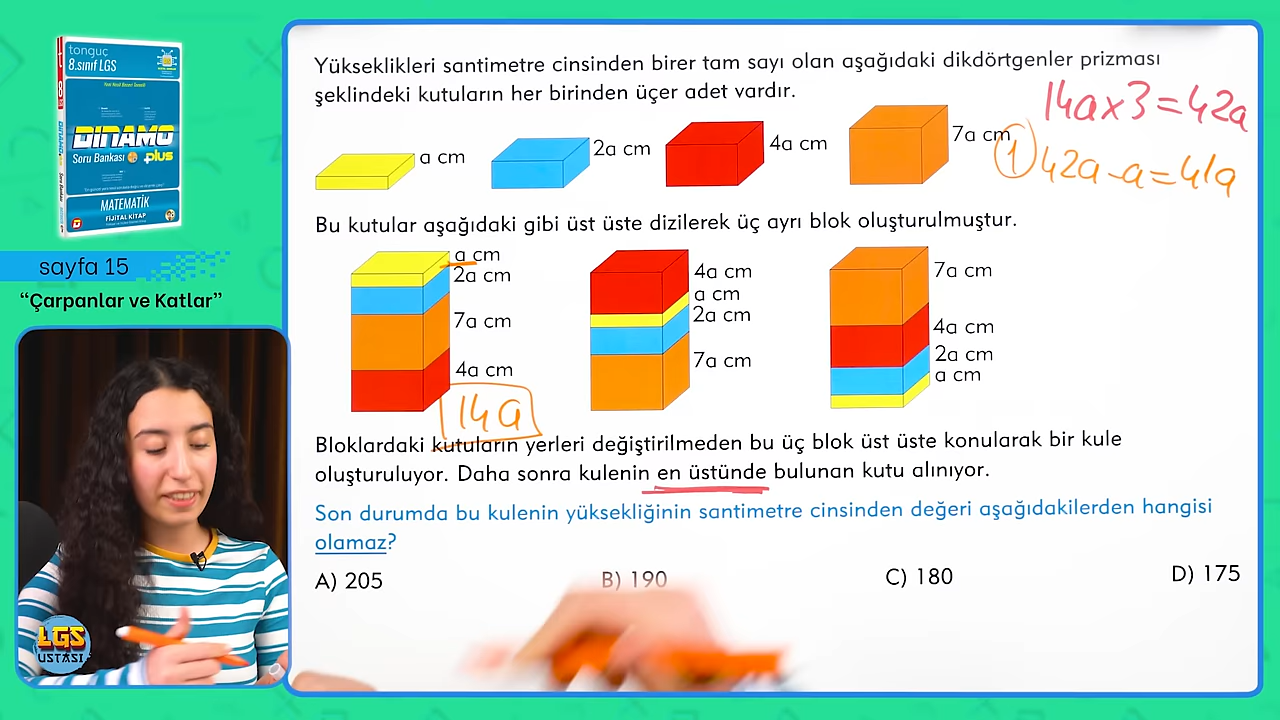 tonguç
8.sınıf LGS
DİNAMO
Soru Bankası plus
MATEMATİK
FİJİTAL KİTAP
sayfa 15
“Çarpanlar ve Katlar”
LGS
USTASI
Yükseklikleri santimetre cinsinden birer tam sayı olan aşağıdaki dikdörtgenler prizması
şeklindeki kutuların her birinden üçer adet vardır.
14a x 3 = 42a
a cm
2a cm
4a cm
7a cm
1 42a - a = 41a
Bu kutular aşağıdaki gibi üst üste dizilerek üç ayrı blok oluşturulmuştur.
a cm
2a cm
7a cm
4a cm
14a
4a cm
a cm
2a cm
7a cm
7a cm
4a cm
2a cm
a cm
Bloklardaki kutuların yerleri değiştirilmeden bu üç blok üst üste konularak bir kule
oluşturuluyor. Daha sonra kulenin en üstünde bulunan kutu alınıyor.
Son durumda bu kulenin yüksekliğinin santimetre cinsinden değeri aşağıdakilerden hangisi
olamaz?
A) 205
B) 190
C) 180
D) 175